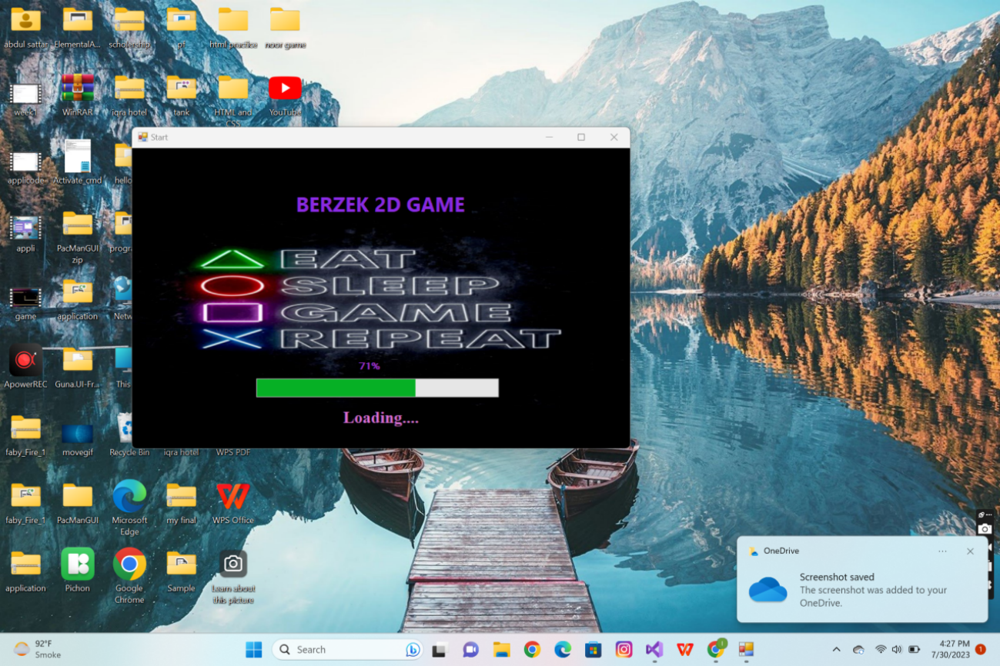 abdul sattar
ElementalA...
scholership
pf
html practice
noor game
week1
WinRAR
iqra hotel
tank
HTML and
CSS
YouTube
Start
applicode
Activate_cmd
hello
BERZEK 2D GAME
appli
PacManGUI
zip
progra
EAT
SLEEP
GAME
REPEAT
game
application
Netw
71%
ApowerREC
Guna.UI-Fr...
This
Loading....
faby_Fire_1
movegif
Recycle Bin
iqra hotel
WPS PDF
faby_Fire_1
PacManGUI
Microsoft
Edge
my final
WPS Office
application
Pichon
Google
Chrome
Sample
Learn about
this picture
OneDrive
Screenshot saved
The screenshot was added to your
OneDrive.
92°F
Smoke
Search
1
4:27 PM
7/30/2023
1